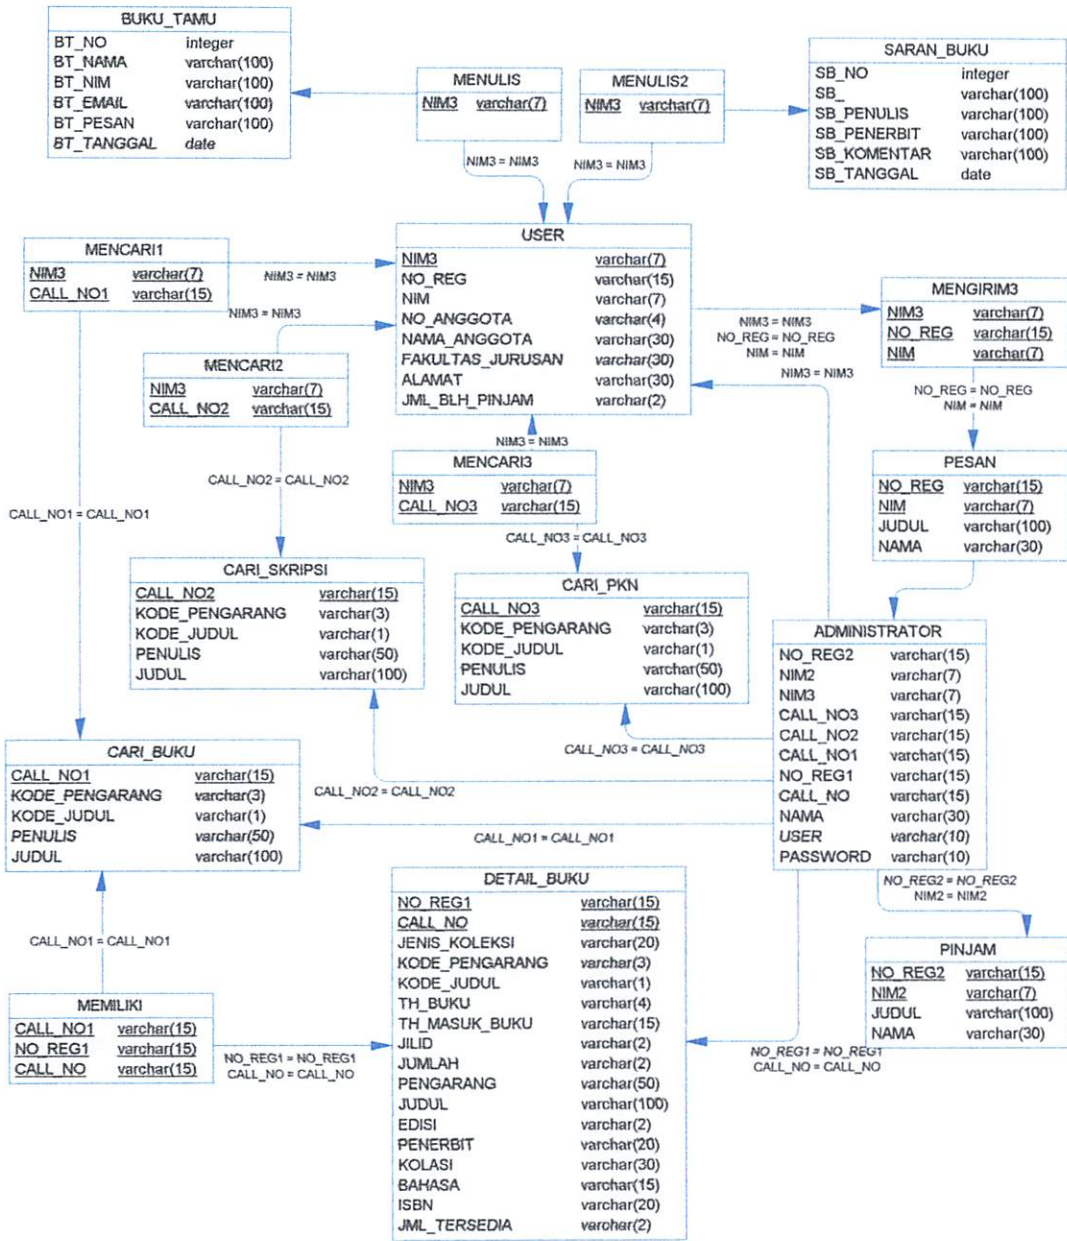 BUKU_TAMU
BT_NO integer
BT_NAMA varchar(100)
BT_NIM varchar(100)
BT_EMAIL varchar(100)
BT_PESAN varchar(100)
BT_TANGGAL date
MENULIS
NIM3 varchar(7)
MENULIS2
NIM3 varchar(7)
SARAN_BUKU
SB_NO integer
SB_ varchar(100)
SB_PENULIS varchar(100)
SB_PENERBIT varchar(100)
SB_KOMENTAR varchar(100)
SB_TANGGAL date
NIM3 = NIM3
NIM3 = NIM3
MENCARI1
NIM3 varchar(7)
CALL_NO1 varchar(15)
NIM3 = NIM3
USER
NIM3 varchar(7)
NO_REG varchar(15)
NIM varchar(7)
NO_ANGGOTA varchar(4)
NAMA_ANGGOTA varchar(30)
FAKULTAS_JURUSAN varchar(30)
ALAMAT varchar(30)
JML_BLH_PINJAM varchar(2)
MENGIRIM3
NIM3 varchar(7)
NO_REG varchar(15)
NIM varchar(7)
NIM3 = NIM3
NO_REG = NO_REG
NIM = NIM
NIM3 = NIM3
NIM3 = NIM3
MENCARI2
NIM3 varchar(7)
CALL_NO2 varchar(15)
NO_REG = NO_REG
NIM = NIM
NIM3 = NIM3
MENCARI3
NIM3 varchar(7)
CALL_NO3 varchar(15)
PESAN
NO_REG varchar(15)
NIM varchar(7)
JUDUL varchar(100)
NAMA varchar(30)
CALL_NO2 = CALL_NO2
CALL_NO1 = CALL_NO1
CALL_NO3 = CALL_NO3
CARI_SKRIPSI
CALL_NO2 varchar(15)
KODE_PENGARANG varchar(3)
KODE_JUDUL varchar(1)
PENULIS varchar(50)
JUDUL varchar(100)
CARI_PKN
CALL_NO3 varchar(15)
KODE_PENGARANG varchar(3)
KODE_JUDUL varchar(1)
PENULIS varchar(50)
JUDUL varchar(100)
ADMINISTRATOR
NO_REG2 varchar(15)
NIM2 varchar(7)
NIM3 varchar(7)
CALL_NO3 varchar(15)
CALL_NO2 varchar(15)
CALL_NO1 varchar(15)
NO_REG1 varchar(15)
CALL_NO varchar(15)
NAMA varchar(30)
USER varchar(10)
PASSWORD varchar(10)
CALL_NO3 = CALL_NO3
CALL_NO2 = CALL_NO2
CARI_BUKU
CALL_NO1 varchar(15)
KODE_PENGARANG varchar(3)
KODE_JUDUL varchar(1)
PENULIS varchar(50)
JUDUL varchar(100)
CALL_NO1 = CALL_NO1
DETAIL_BUKU
NO_REG1 varchar(15)
CALL_NO varchar(15)
JENIS_KOLEKSI varchar(20)
KODE_PENGARANG varchar(3)
KODE_JUDUL varchar(1)
TH_BUKU varchar(4)
TH_MASUK_BUKU varchar(15)
JILID varchar(2)
JUMLAH varchar(2)
PENGARANG varchar(50)
JUDUL varchar(100)
EDISI varchar(2)
PENERBIT varchar(20)
KOLASI varchar(30)
BAHASA varchar(15)
ISBN varchar(20)
JML_TERSEDIA varchar(2)
NO_REG2 = NO_REG2
NIM2 = NIM2
CALL_NO1 = CALL_NO1
PINJAM
NO_REG2 varchar(15)
NIM2 varchar(7)
JUDUL varchar(100)
NAMA varchar(30)
MEMILIKI
CALL_NO1 varchar(15)
NO_REG1 varchar(15)
CALL_NO varchar(15)
NO_REG1 = NO_REG1
CALL_NO = CALL_NO
NO_REG1 = NO_REG1
CALL_NO = CALL_NO